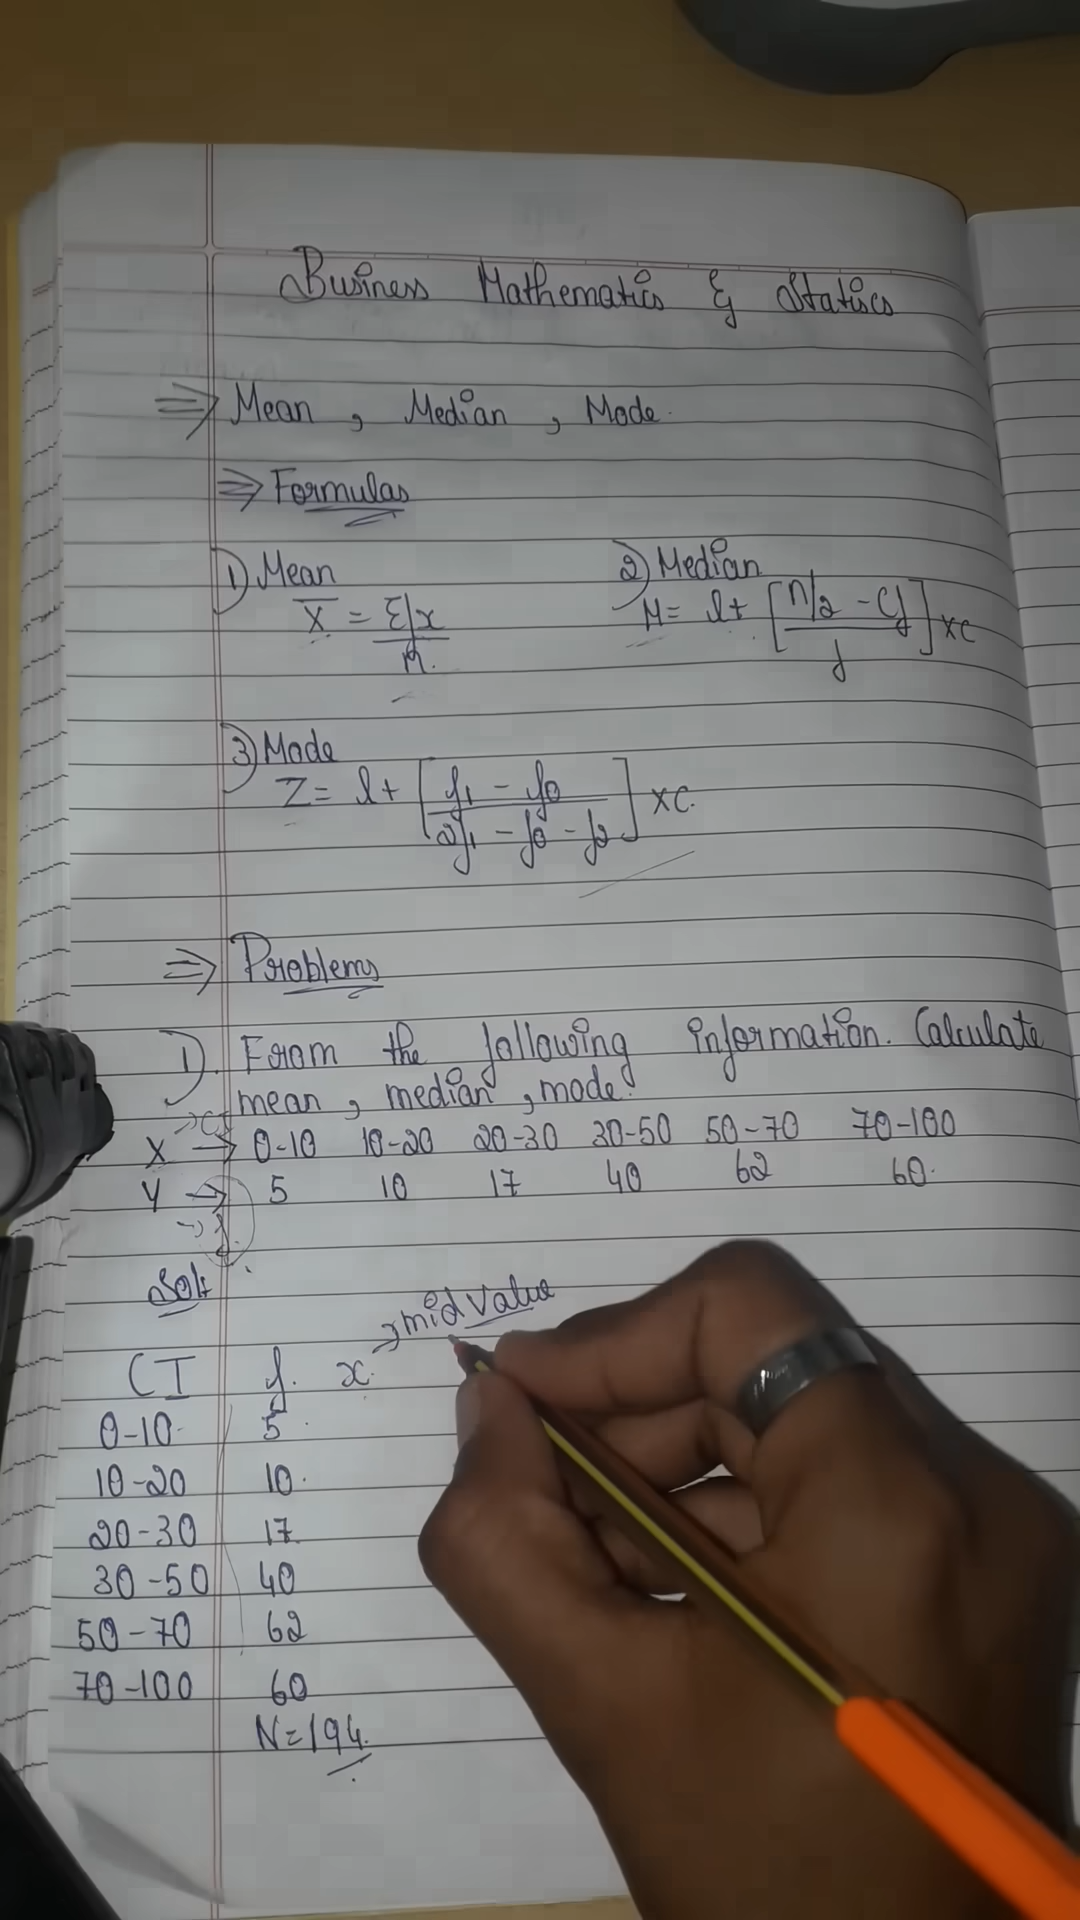 Business Mathematics & Statiscs
⇒ Mean , Median , Mode.
⇒ Formulas
1) Mean
X̅ = Σfx / n.
2) Median
M = l + [n/2 - cf / f] × c
3) Mode
Z = l + [f1 - f0 / 2f1 - f0 - f2] × c.
⇒ Problems
1). From the following information. Calculate
mean , median , mode.
X → CI → 0-10 10-20 20-30 30-50 50-70 70-100
Y → 5 10 17 40 62 60.
→ f.
Sol:
→ mid value
CI f. x.
0-10. 5.
10-20 10.
20-30 17.
30-50 40
50-70 62
70-100 60
N = 194.